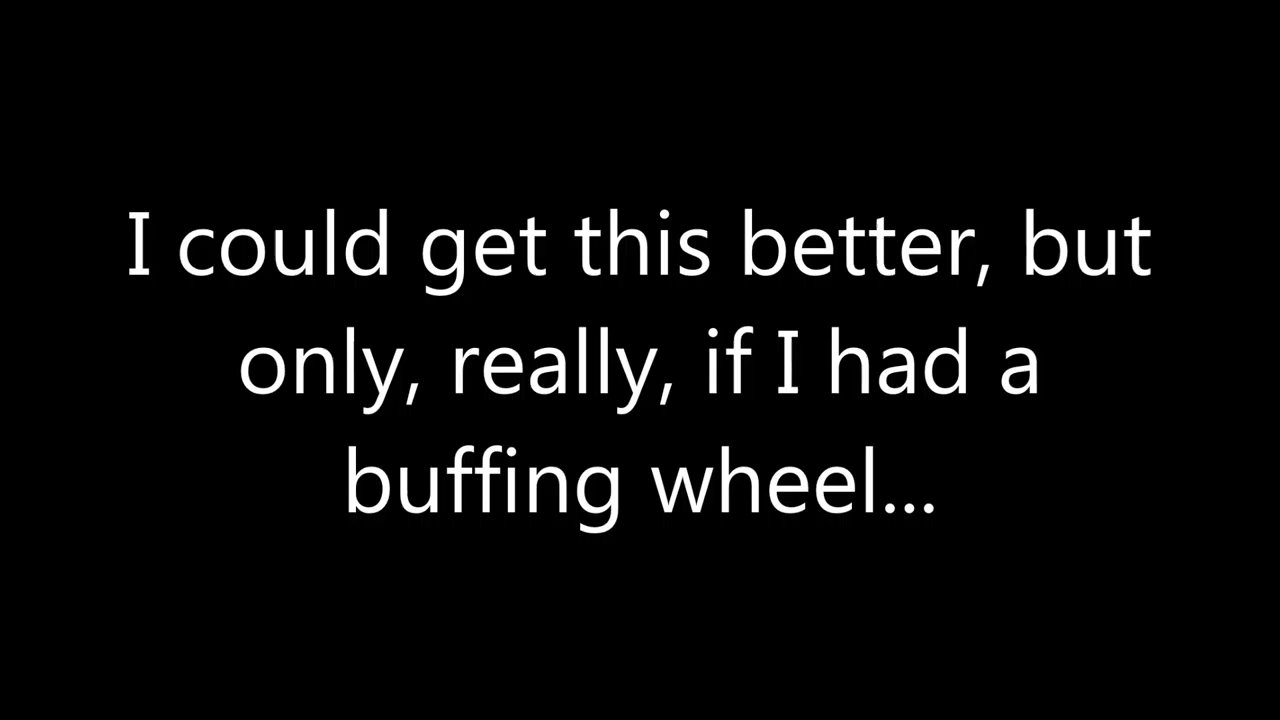 I could get this better, but
only, really, if I had a
buffing wheel...